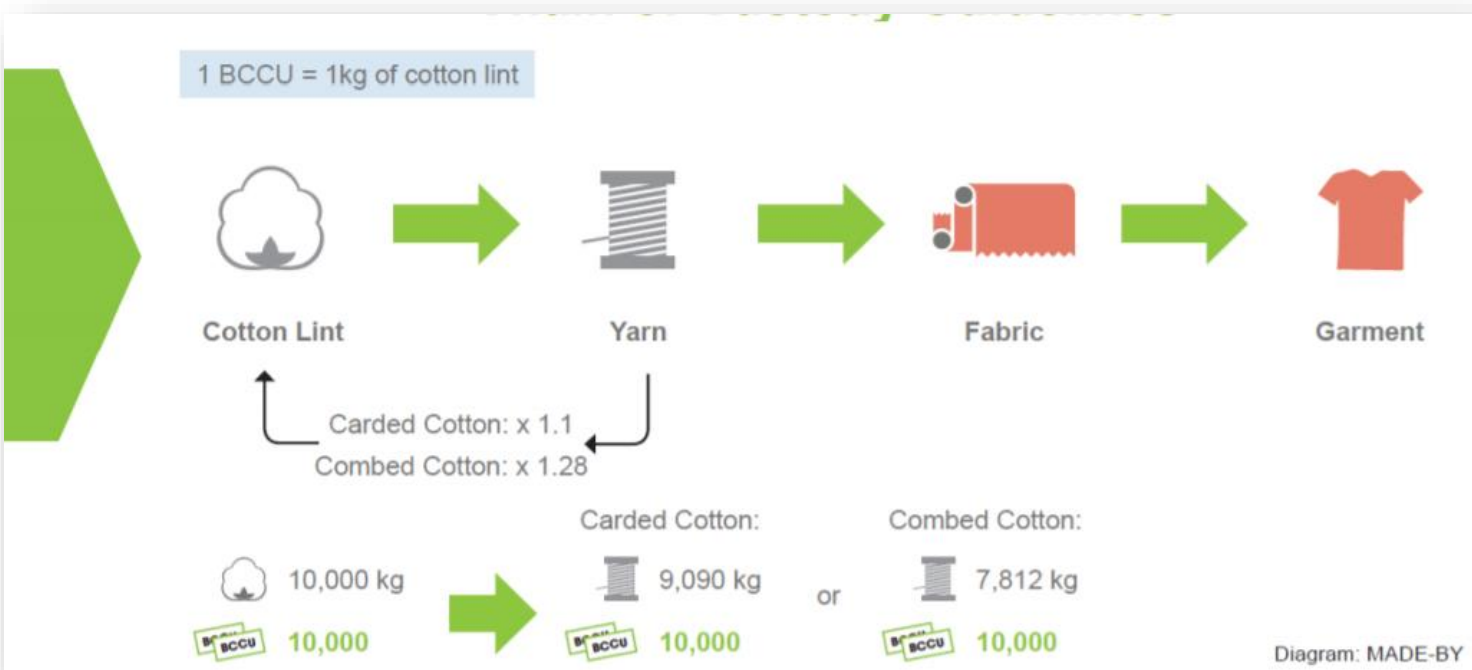 1 BCCU = 1kg of cotton lint
Cotton Lint
Yarn
Fabric
Garment
Carded Cotton: x 1.1
Combed Cotton: x 1.28
Carded Cotton:
Combed Cotton:
10,000 kg
9,090 kg
or
7,812 kg
BCCU 10,000
BCCU 10,000
BCCU 10,000
Diagram: MADE-BY